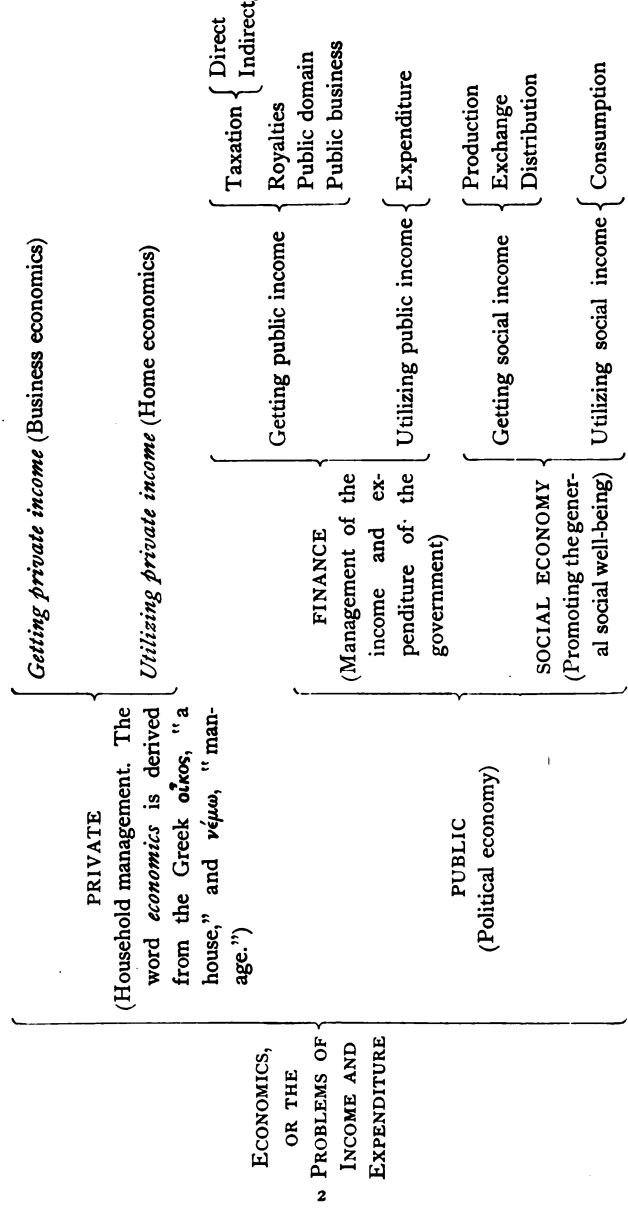 ECONOMICS,
OR THE
PROBLEMS OF
INCOME AND
EXPENDITURE
PRIVATE
(Household management. The
word economics is derived
from the Greek οἶκος, "a
house," and νέμω, "man-
age.")
Getting private income (Business economics)
Utilizing private income (Home economics)
PUBLIC
(Political economy)
FINANCE
(Management of the
income and ex-
penditure of the
government)
Getting public income
Taxation
Direct
Indirect
Royalties
Public domain
Public business
Utilizing public income
Expenditure
SOCIAL ECONOMY
(Promoting the gener-
al social well-being)
Getting social income
Production
Exchange
Distribution
Utilizing social income
Consumption
2